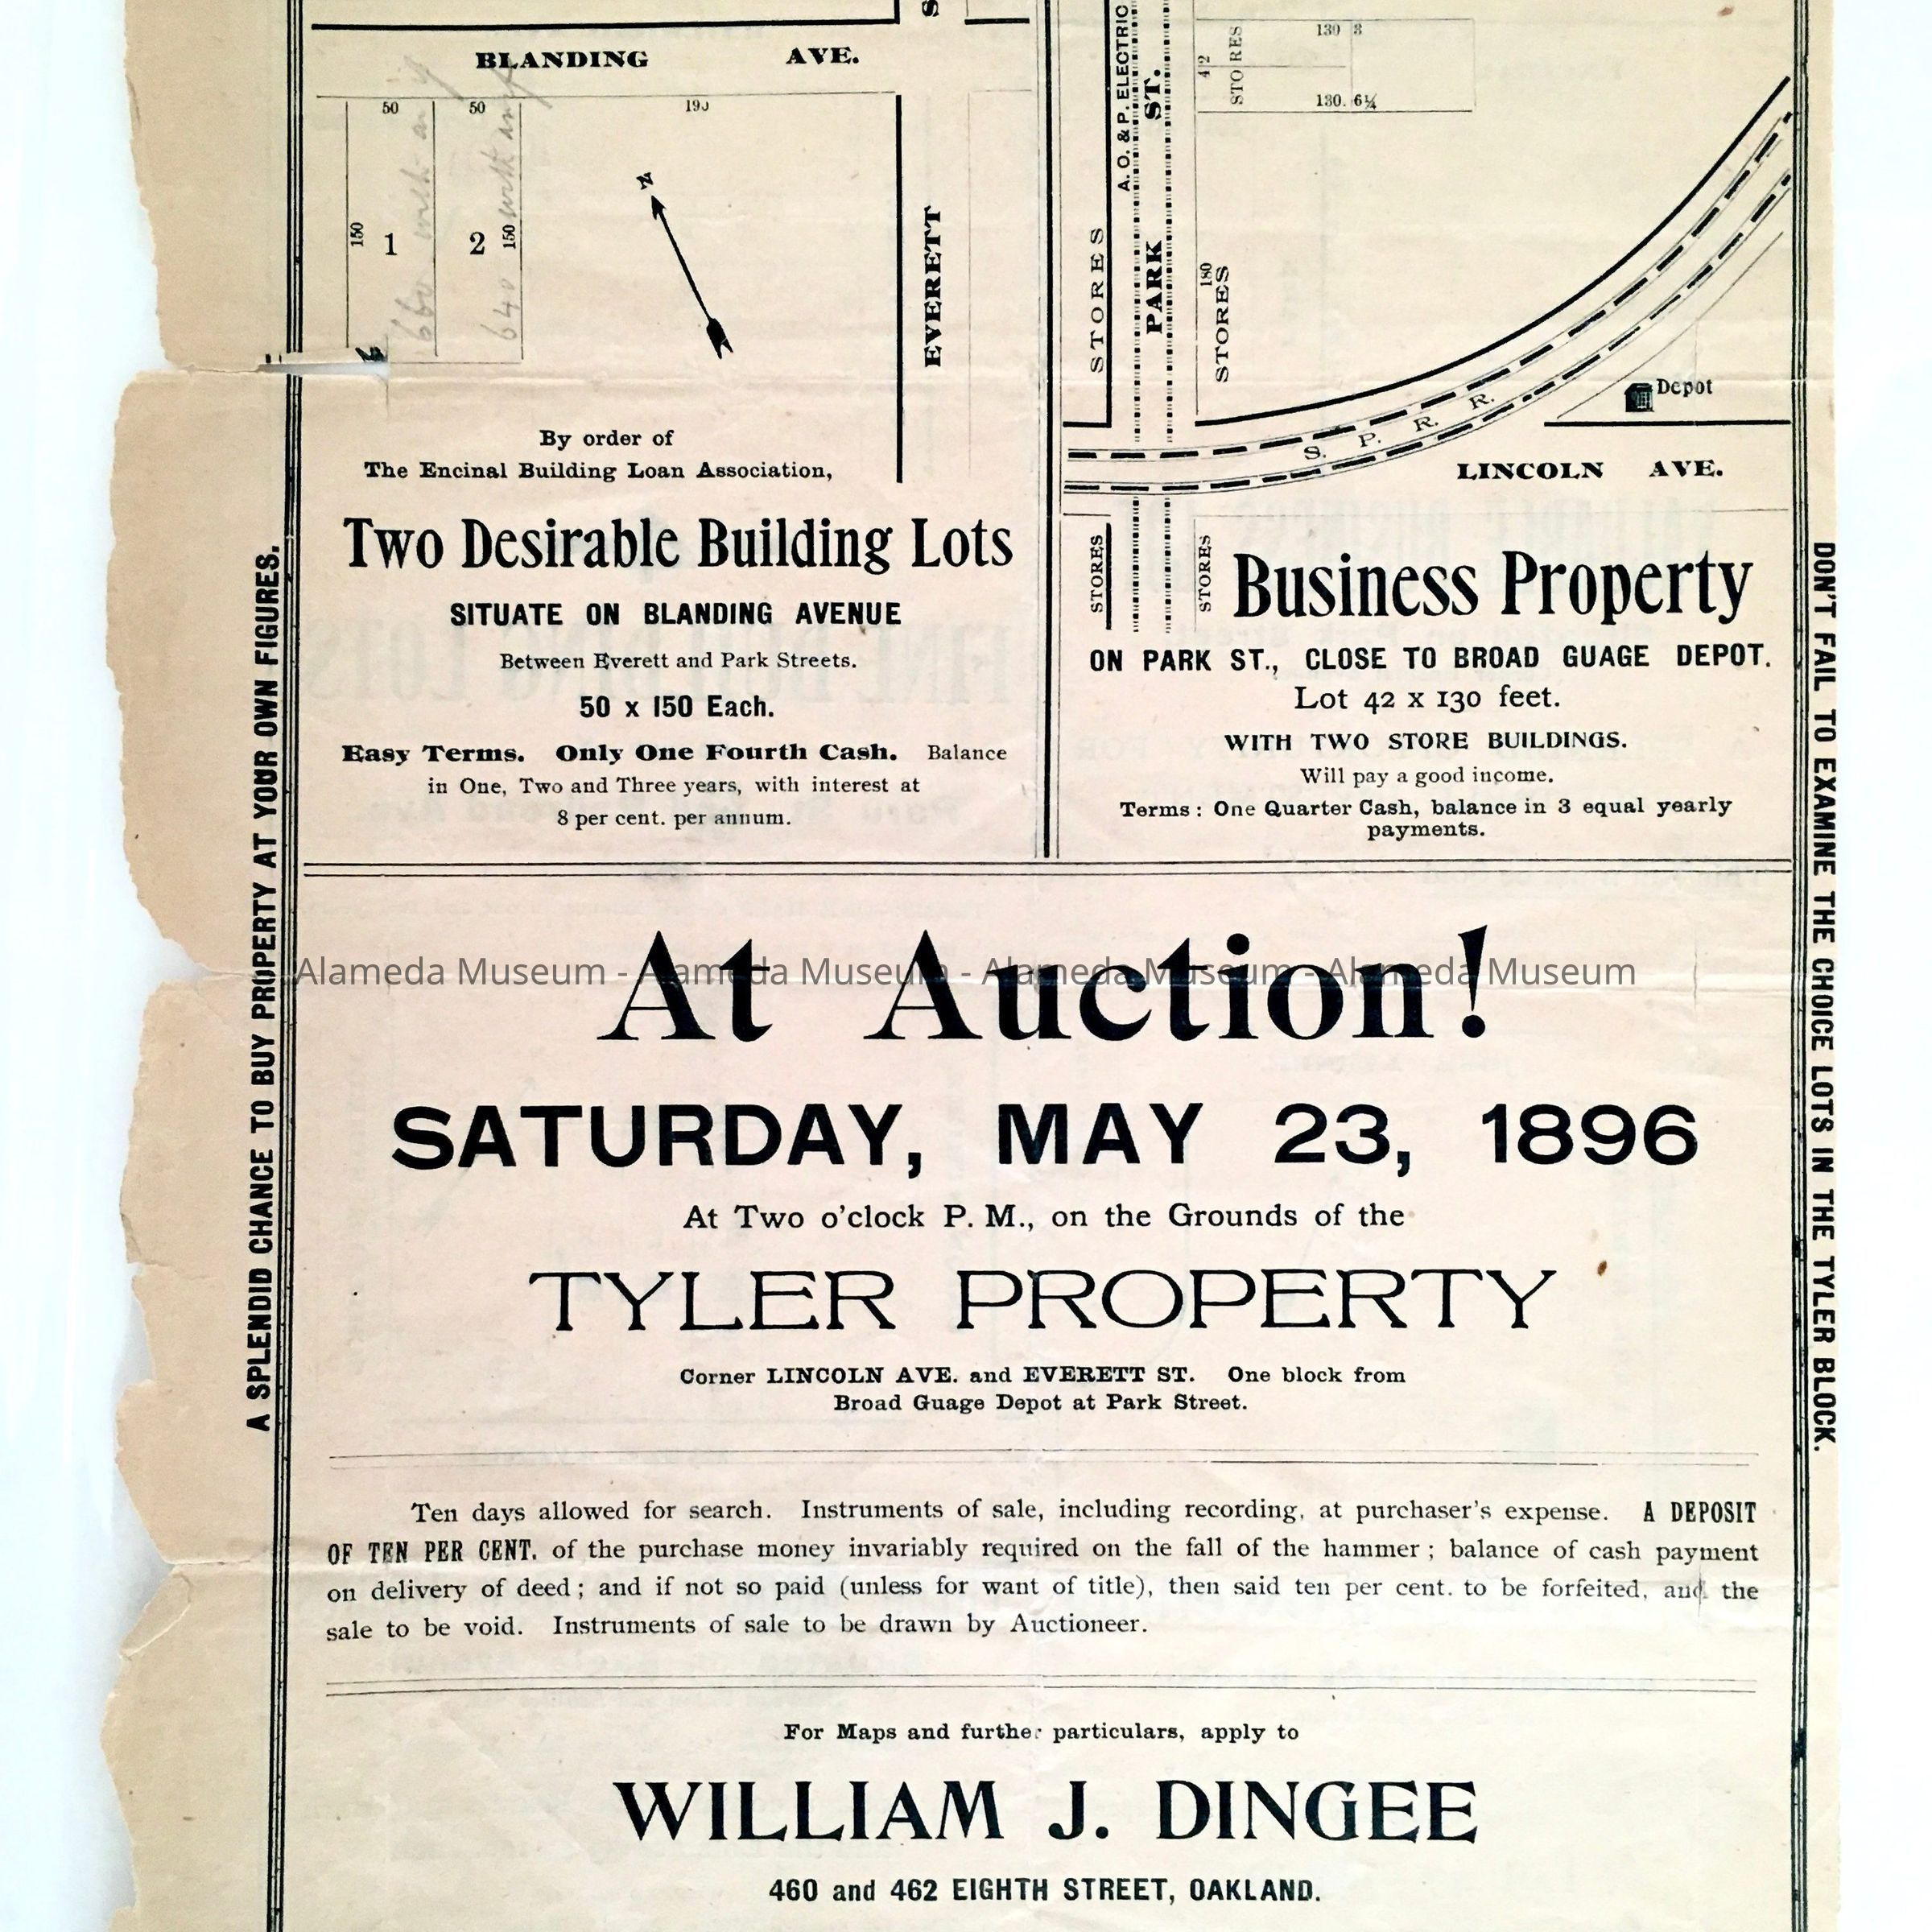 BLANDING AVE.
50 50 190
150 1 2 150
N
EVERETT
By order of
The Encinal Building Loan Association,
Two Desirable Building Lots
SITUATE ON BLANDING AVENUE
Between Everett and Park Streets.
50 x 150 Each.
Easy Terms. Only One Fourth Cash. Balance
in One, Two and Three years, with interest at
8 per cent. per annum.
A. O. & P. ELECTRIC
PARK ST.
STORES
42
STORES
130 3
130. 6¼
180
STORES
S. P. R. R.
Depot
LINCOLN AVE.
STORES
STORES
Business Property
ON PARK ST., CLOSE TO BROAD GUAGE DEPOT.
Lot 42 x 130 feet.
WITH TWO STORE BUILDINGS.
Will pay a good income.
Terms: One Quarter Cash, balance in 3 equal yearly
payments.
A SPLENDID CHANCE TO BUY PROPERTY AT YOUR OWN FIGURES.
DON'T FAIL TO EXAMINE THE CHOICE LOTS IN THE TYLER BLOCK.
At Auction!
Alameda Museum - Alameda Museum - Alameda Museum - Alameda Museum
SATURDAY, MAY 23, 1896
At Two o'clock P. M., on the Grounds of the
TYLER PROPERTY
Corner LINCOLN AVE. and EVERETT ST. One block from
Broad Guage Depot at Park Street.
Ten days allowed for search. Instruments of sale, including recording, at purchaser's expense. A DEPOSIT
OF TEN PER CENT. of the purchase money invariably required on the fall of the hammer; balance of cash payment
on delivery of deed; and if not so paid (unless for want of title), then said ten per cent. to be forfeited, and the
sale to be void. Instruments of sale to be drawn by Auctioneer.
For Maps and further particulars, apply to
WILLIAM J. DINGEE
460 and 462 EIGHTH STREET, OAKLAND.